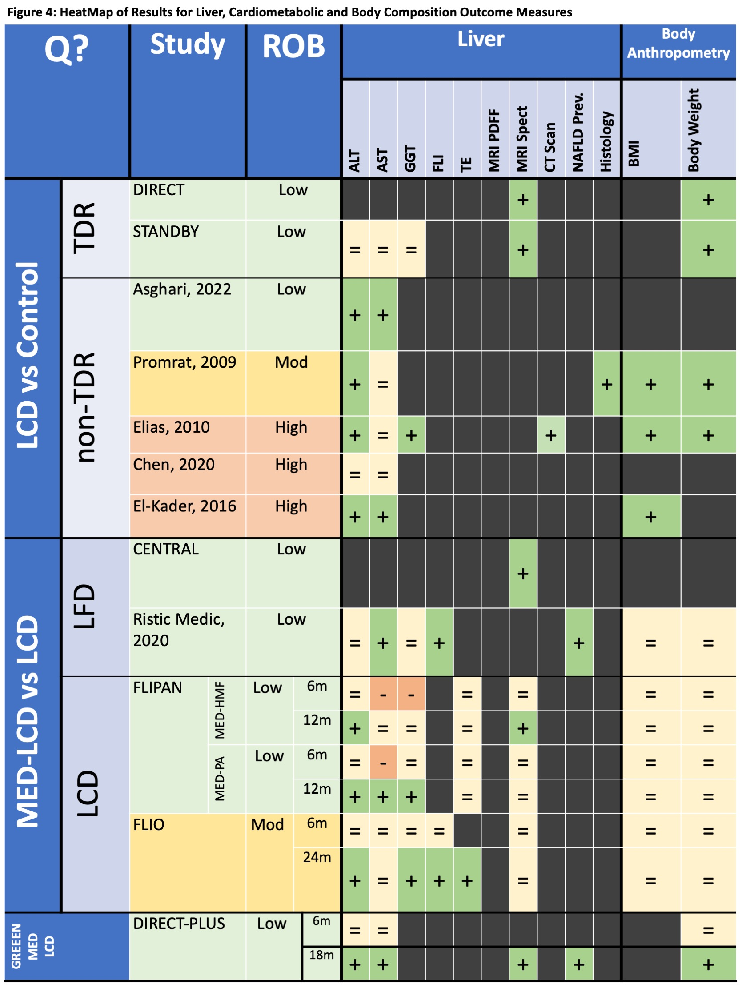 Figure 4: HeatMap of Results for Liver, Cardiometabolic and Body Composition Outcome Measures
Q?
Study
ROB
Liver
Body
Anthropometry
ALT
AST
GGT
FLI
TE
MRI PDFF
MRI Spect
CT Scan
NAFLD Prev.
Histology
BMI
Body Weight
LCD vs Control
TDR
DIRECT Low + +
STANDBY Low = = = + +
non-TDR
Asghari, 2022 Low + +
Promrat, 2009 Mod + = + + +
Elias, 2010 High + = + + + +
Chen, 2020 High = =
El-Kader, 2016 High + + +
MED-LCD vs LCD
LFD
CENTRAL Low +
Ristic Medic,
2020
Low = + = + + = =
LCD
FLIPAN
MED-HMF
Low
6m = - - = = = =
12m + = = = + = =
MED-PA
Low
6m = - = = = = =
12m + + + = = = =
FLIO
Mod
6m = = = = = = =
24m + = + + + = = =
GREEEN
MED
LCD
DIRECT-PLUS
Low
6m = = =
18m + + + + +